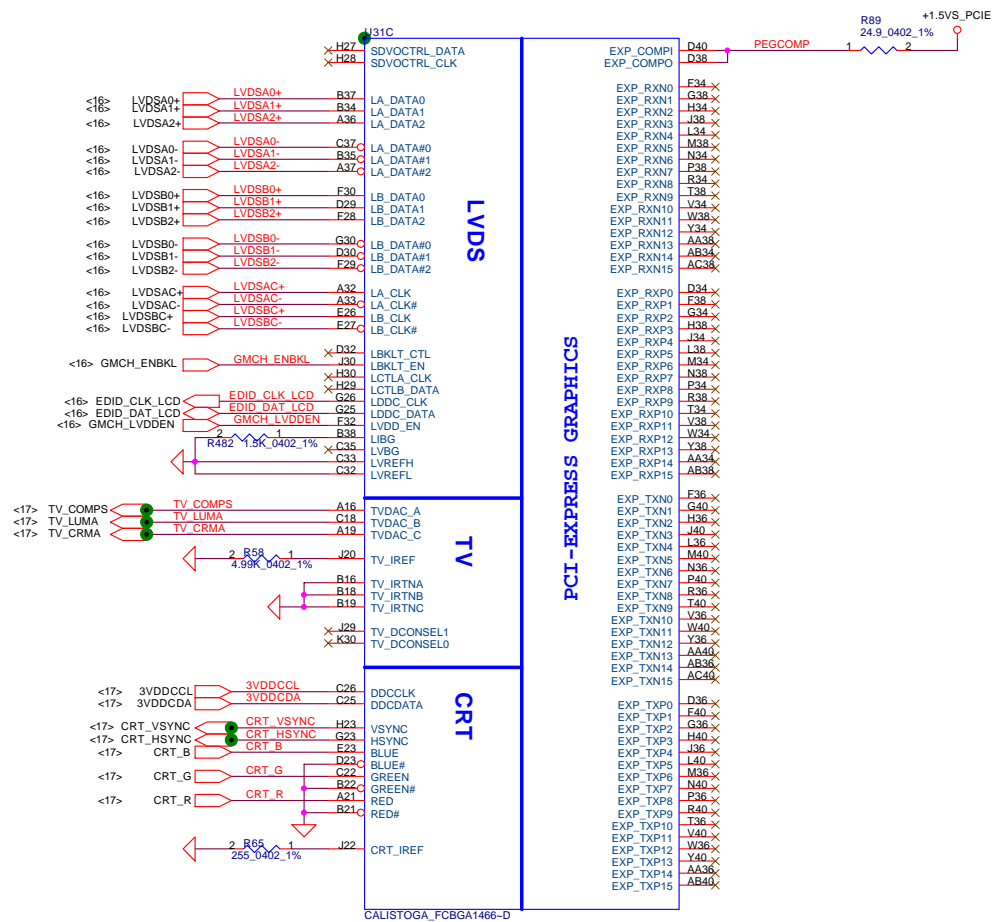 U31C
+1.5VS_PCIE
R89
24.9_0402_1%
PEGCOMP 1 2
H27 SDVOCTRL_DATA
H28 SDVOCTRL_CLK
<16> LVDSA0+ LVDSA0+ B37 LA_DATA0
<16> LVDSA1+ LVDSA1+ B34 LA_DATA1
<16> LVDSA2+ LVDSA2+ A36 LA_DATA2
<16> LVDSA0- LVDSA0- C37 LA_DATA#0
<16> LVDSA1- LVDSA1- B35 LA_DATA#1
<16> LVDSA2- LVDSA2- A37 LA_DATA#2
<16> LVDSB0+ LVDSB0+ F30 LB_DATA0
<16> LVDSB1+ LVDSB1+ D29 LB_DATA1
<16> LVDSB2+ LVDSB2+ F28 LB_DATA2
<16> LVDSB0- LVDSB0- G30 LB_DATA#0
<16> LVDSB1- LVDSB1- D30 LB_DATA#1
<16> LVDSB2- LVDSB2- F29 LB_DATA#2
<16> LVDSAC+ LVDSAC+ A32 LA_CLK
<16> LVDSAC- LVDSAC- A33 LA_CLK#
<16> LVDSBC+ LVDSBC+ E26 LB_CLK
<16> LVDSBC- LVDSBC- E27 LB_CLK#
D32 LBKLT_CTL
<16> GMCH_ENBKL GMCH_ENBKL J30 LBKLT_EN
H30 LCTLA_CLK
H29 LCTLB_DATA
<16> EDID_CLK_LCD EDID_CLK_LCD G26 LDDC_CLK
<16> EDID_DAT_LCD EDID_DAT_LCD G25 LDDC_DATA
<16> GMCH_LVDDEN GMCH_LVDDEN F32 LVDD_EN
2 1 B38 LIBG
R482 1.5K_0402_1%
C35 LVBG
C33 LVREFH
C32 LVREFL
LVDS
<17> TV_COMPS TV_COMPS A16 TVDAC_A
<17> TV_LUMA TV_LUMA C18 TVDAC_B
<17> TV_CRMA TV_CRMA A19 TVDAC_C
2 R58 1 J20 TV_IREF
4.99K_0402_1%
B16 TV_IRTNA
B18 TV_IRTNB
B19 TV_IRTNC
J29 TV_DCONSEL1
K30 TV_DCONSEL0
TV
<17> 3VDDCCL 3VDDCCL C26 DDCCLK
<17> 3VDDCDA 3VDDCDA C25 DDCDATA
<17> CRT_VSYNC CRT_VSYNC H23 VSYNC
<17> CRT_HSYNC CRT_HSYNC G23 HSYNC
<17> CRT_B CRT_B E23 BLUE
D23 BLUE#
<17> CRT_G CRT_G C22 GREEN
B22 GREEN#
<17> CRT_R CRT_R A21 RED
B21 RED#
2 R65 1 J22 CRT_IREF
255_0402_1%
CRT
PCI-EXPRESS GRAPHICS
EXP_COMPI D40
EXP_COMPO D38
EXP_RXN0 F34
EXP_RXN1 G38
EXP_RXN2 H34
EXP_RXN3 J38
EXP_RXN4 L34
EXP_RXN5 M38
EXP_RXN6 N34
EXP_RXN7 P38
EXP_RXN8 R34
EXP_RXN9 T38
EXP_RXN10 V34
EXP_RXN11 W38
EXP_RXN12 Y34
EXP_RXN13 AA38
EXP_RXN14 AB34
EXP_RXN15 AC38
EXP_RXP0 D34
EXP_RXP1 F38
EXP_RXP2 G34
EXP_RXP3 H38
EXP_RXP4 J34
EXP_RXP5 L38
EXP_RXP6 M34
EXP_RXP7 N38
EXP_RXP8 P34
EXP_RXP9 R38
EXP_RXP10 T34
EXP_RXP11 V38
EXP_RXP12 W34
EXP_RXP13 Y38
EXP_RXP14 AA34
EXP_RXP15 AB38
EXP_TXN0 F36
EXP_TXN1 G40
EXP_TXN2 H36
EXP_TXN3 J40
EXP_TXN4 L36
EXP_TXN5 M40
EXP_TXN6 N36
EXP_TXN7 P40
EXP_TXN8 R36
EXP_TXN9 T40
EXP_TXN10 V36
EXP_TXN11 W40
EXP_TXN12 Y36
EXP_TXN13 AA40
EXP_TXN14 AB36
EXP_TXN15 AC40
EXP_TXP0 D36
EXP_TXP1 F40
EXP_TXP2 G36
EXP_TXP3 H40
EXP_TXP4 J36
EXP_TXP5 L40
EXP_TXP6 M36
EXP_TXP7 N40
EXP_TXP8 P36
EXP_TXP9 R40
EXP_TXP10 T36
EXP_TXP11 V40
EXP_TXP12 W36
EXP_TXP13 Y40
EXP_TXP14 AA36
EXP_TXP15 AB40
CALISTOGA_FCBGA1466~D